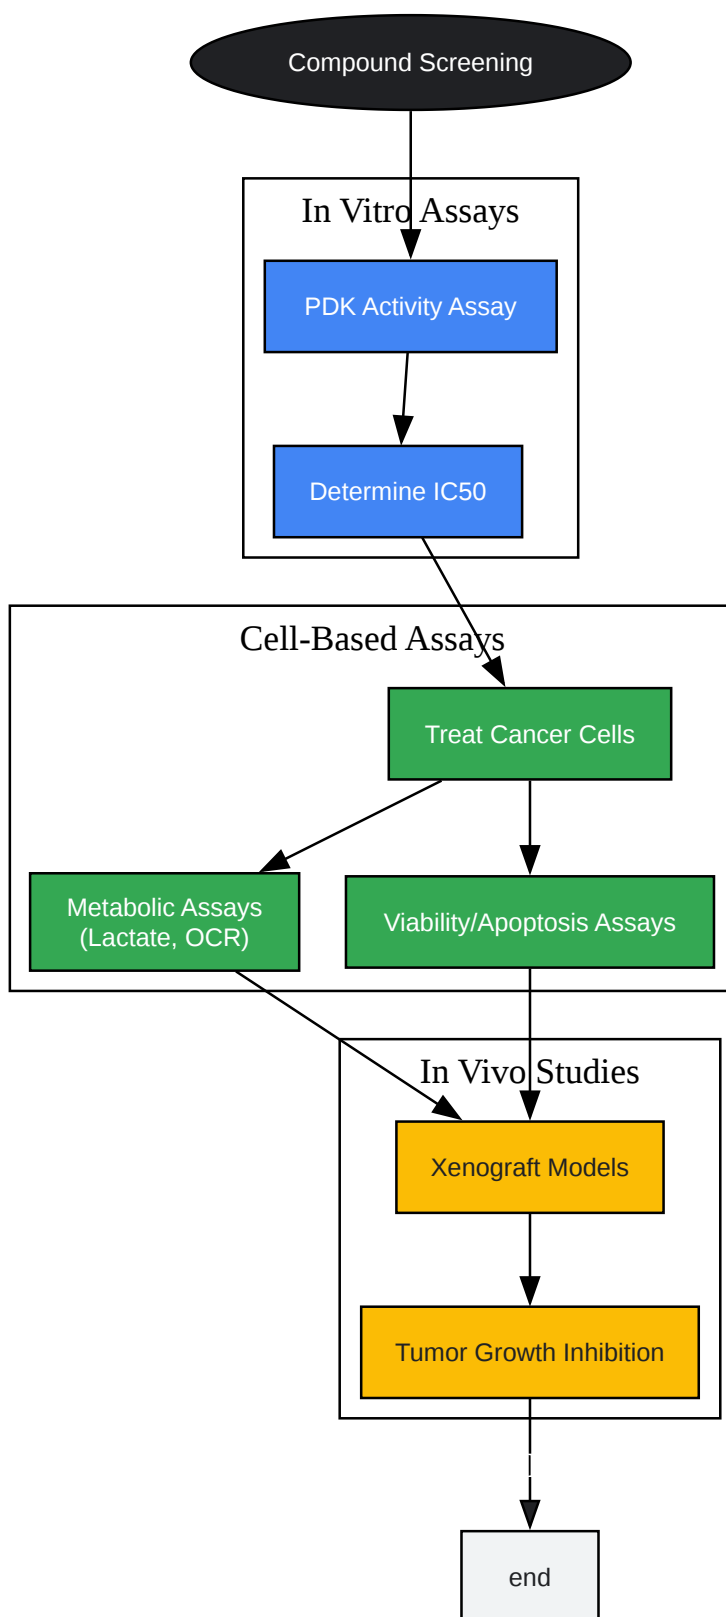 Compound Screening
In Vitro Assays
PDK Activity Assay
Determine IC50
Cell-Based Assays
Treat Cancer Cells
Metabolic Assays
(Lactate, OCR)
Viability/Apoptosis Assays
In Vivo Studies
Xenograft Models
Tumor Growth Inhibition
end